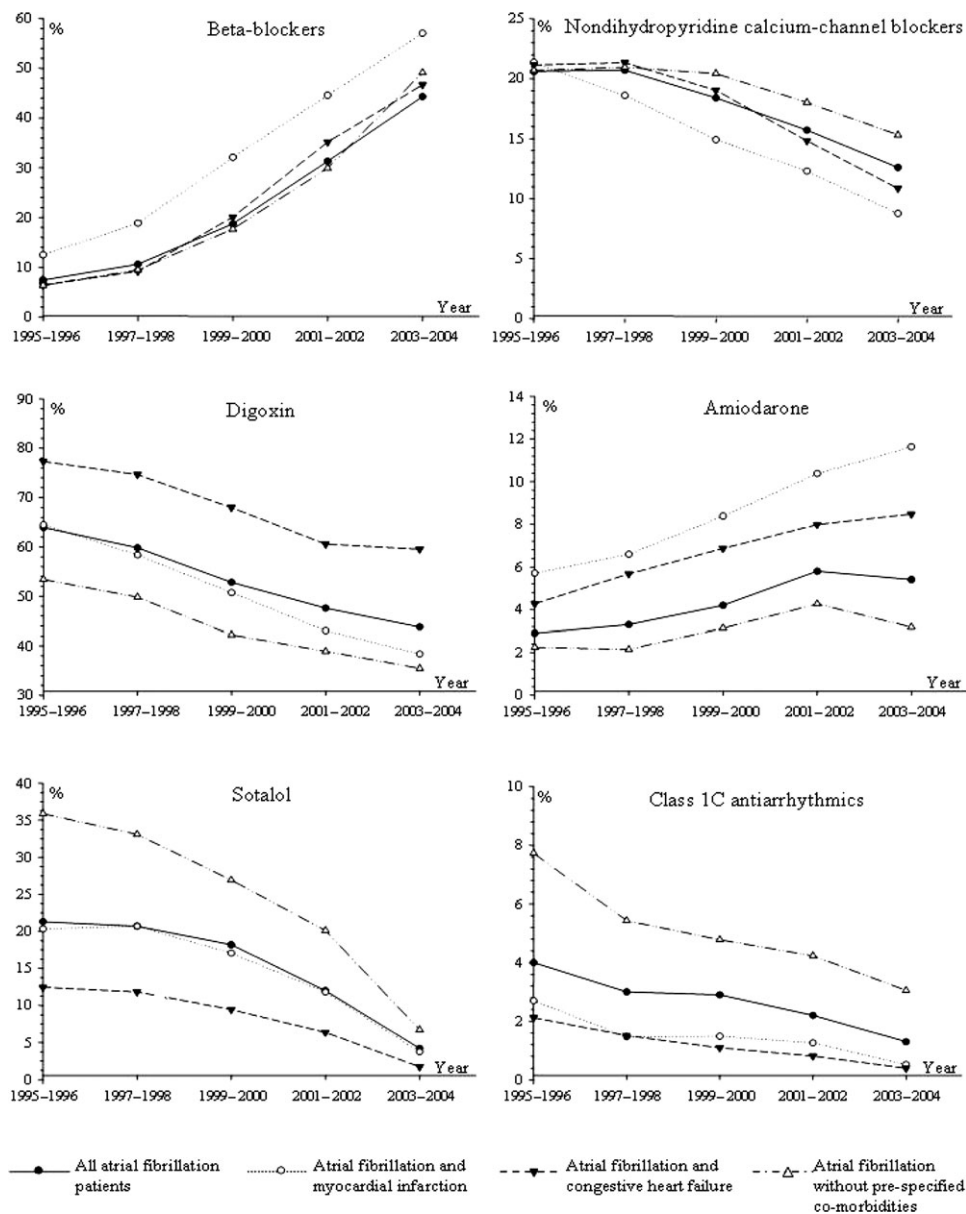 Beta-blockers
%
60
50
40
30
20
10
0
Year
1995–1996 1997–1998 1999–2000 2001–2002 2003–2004
Nondihydropyridine calcium-channel blockers
%
25
20
15
10
5
0
Year
1995–1996 1997–1998 1999–2000 2001–2002 2003–2004
Digoxin
%
90
80
70
60
50
40
30
Year
1995–1996 1997–1998 1999–2000 2001–2002 2003–2004
Amiodarone
%
14
12
10
8
6
4
2
0
Year
1995–1996 1997–1998 1999–2000 2001–2002 2003–2004
Sotalol
%
40
35
30
25
20
15
10
5
0
Year
1995–1996 1997–1998 1999–2000 2001–2002 2003–2004
Class 1C antiarrhythmics
%
10
8
6
4
2
0
Year
1995–1996 1997–1998 1999–2000 2001–2002 2003–2004
All atrial fibrillation
patients
Atrial fibrillation and
myocardial infarction
Atrial fibrillation and
congestive heart failure
Atrial fibrillation
without pre-specified
co-morbidities